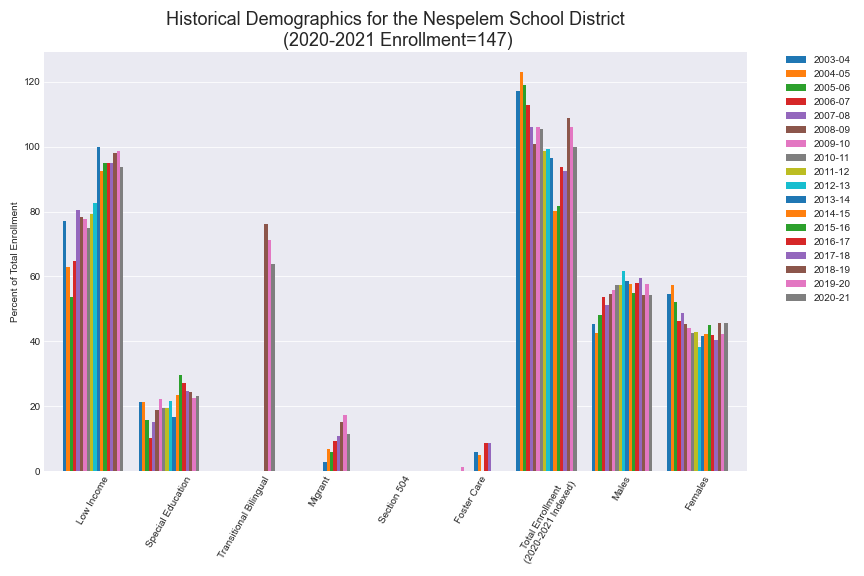 Historical Demographics for the Nespelem School District
(2020-2021 Enrollment=147)
Percent of Total Enrollment
120
100
80
60
40
20
0
Low Income
Special Education
Transitional Bilingual
Migrant
Section 504
Foster Care
Total Enrollment
(2020-2021 Indexed)
Males
Females
2003-04
2004-05
2005-06
2006-07
2007-08
2008-09
2009-10
2010-11
2011-12
2012-13
2013-14
2014-15
2015-16
2016-17
2017-18
2018-19
2019-20
2020-21